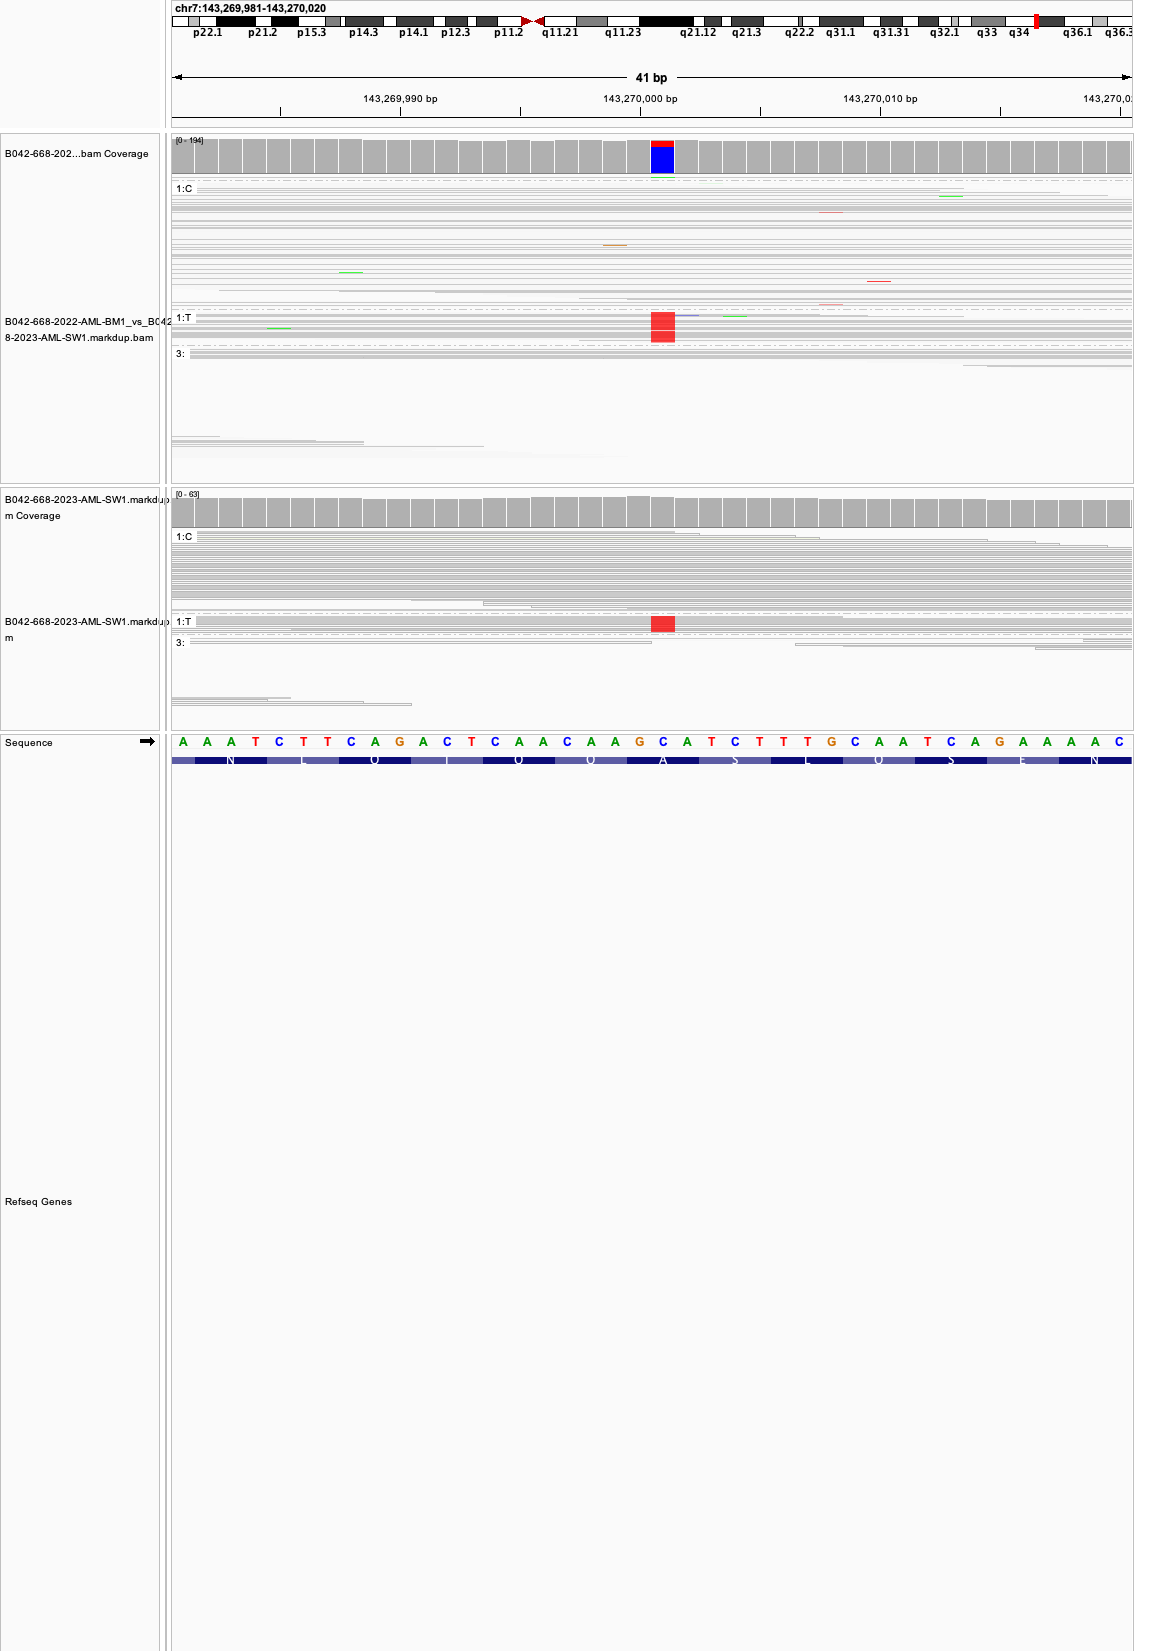 chr7:143,269,981-143,270,020
p22.1 p21.2 p15.3 p14.3 p14.1 p12.3 p11.2 q11.21 q11.23 q21.12 q21.3 q22.2 q31.1 q31.31 q32.1 q33 q34 q36.1 q36.3
41 bp
143,269,990 bp 143,270,000 bp 143,270,010 bp 143,270,0
[0 - 194]
B042-668-202...bam Coverage
1:C
B042-668-2022-AML-BM1_vs_B042
8-2023-AML-SW1.markdup.bam
1:T
3:
B042-668-2023-AML-SW1.markdup
m Coverage
[0 - 63]
1:C
B042-668-2023-AML-SW1.markdup
m
1:T
3:
Sequence
A A A T C T T C A G A C T C A A C A A G C A T C T T T G C A A T C A G A A A A C
N L Q T Q Q A S L Q S E N
Refseq Genes